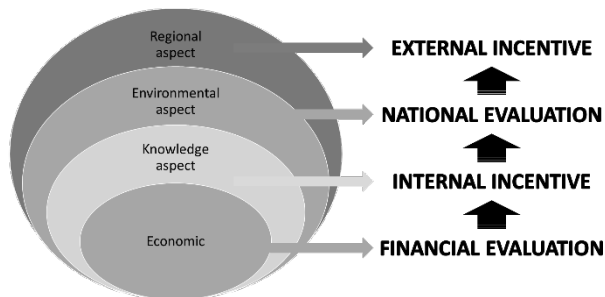 Regional
aspect
EXTERNAL INCENTIVE
Environmental
aspect
NATIONAL EVALUATION
Knowledge
aspect
INTERNAL INCENTIVE
Economic
FINANCIAL EVALUATION